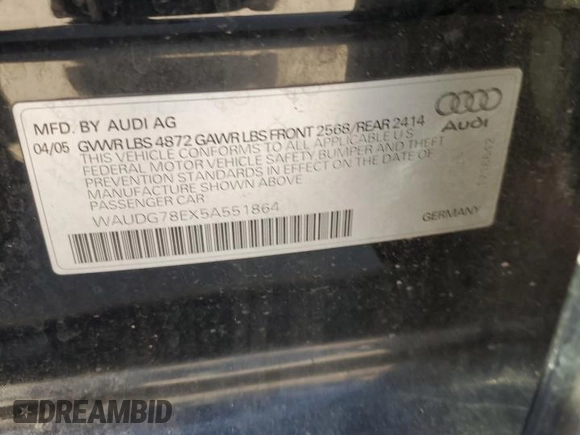 MFD. BY AUDI AG
04/05 GVWR LBS 4872 GAWR LBS FRONT 2568/REAR 2414
THIS VEHICLE CONFORMS TO ALL APPLICABLE U.S.
FEDERAL MOTOR VEHICLE SAFETY BUMPER AND THEFT
PREVENTION STANDARDS IN EFFECT ON THE DATE OF
MANUFACTURE SHOWN ABOVE
PASSENGER CAR
WAUDG78EX5A551864
Audi
GERMANY
DREAMBID